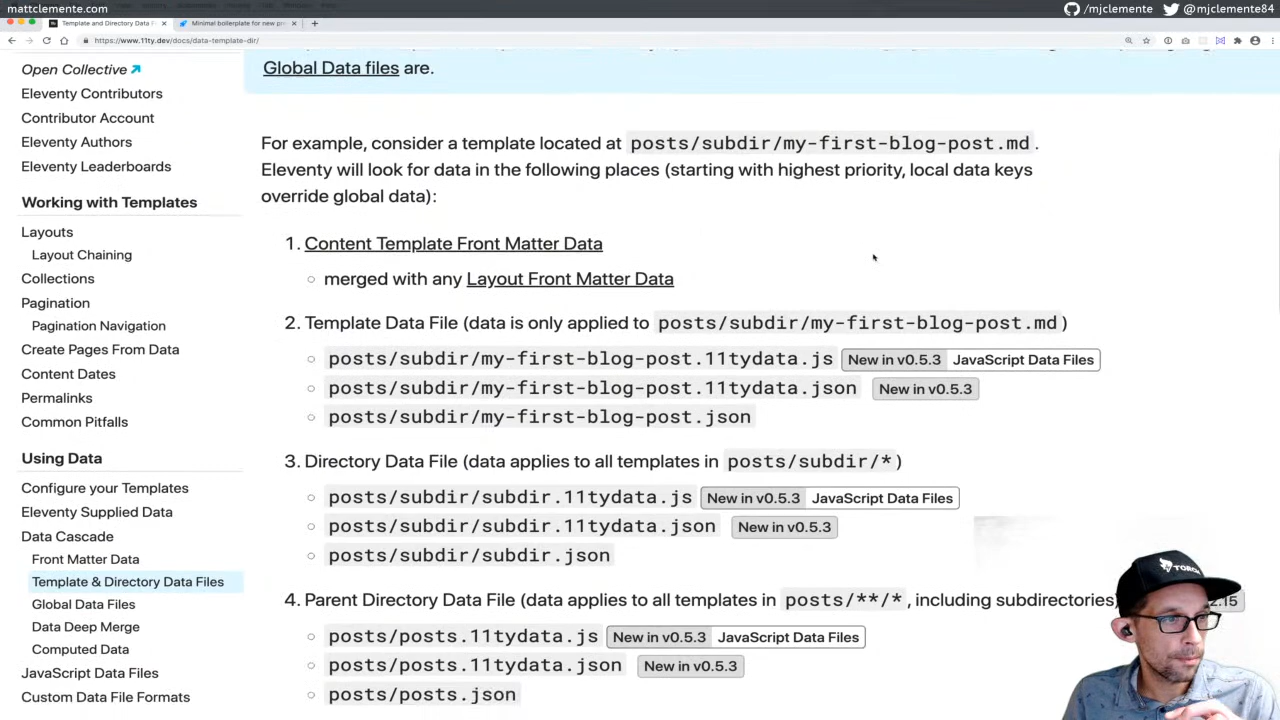 mattclemente.com
/mjclemente @mjclemente84
Template and Directory Data F
Minimal boilerplate for new pr
https://www.11ty.dev/docs/data-template-dir/
Open Collective
Eleventy Contributors
Contributor Account
Eleventy Authors
Eleventy Leaderboards
Working with Templates
Layouts
Layout Chaining
Collections
Pagination
Pagination Navigation
Create Pages From Data
Content Dates
Permalinks
Common Pitfalls
Using Data
Configure your Templates
Eleventy Supplied Data
Data Cascade
Front Matter Data
Template & Directory Data Files
Global Data Files
Data Deep Merge
Computed Data
JavaScript Data Files
Custom Data File Formats
Global Data files are.
For example, consider a template located at posts/subdir/my-first-blog-post.md.
Eleventy will look for data in the following places (starting with highest priority, local data keys
override global data):
1. Content Template Front Matter Data
merged with any Layout Front Matter Data
2. Template Data File (data is only applied to posts/subdir/my-first-blog-post.md)
posts/subdir/my-first-blog-post.11tydata.js New in v0.5.3 JavaScript Data Files
posts/subdir/my-first-blog-post.11tydata.json New in v0.5.3
posts/subdir/my-first-blog-post.json
3. Directory Data File (data applies to all templates in posts/subdir/*)
posts/subdir/subdir.11tydata.js New in v0.5.3 JavaScript Data Files
posts/subdir/subdir.11tydata.json New in v0.5.3
posts/subdir/subdir.json
4. Parent Directory Data File (data applies to all templates in posts/**/*, including subdirectories)
posts/posts.11tydata.js New in v0.5.3 JavaScript Data Files
posts/posts.11tydata.json New in v0.5.3
posts/posts.json
TORCH